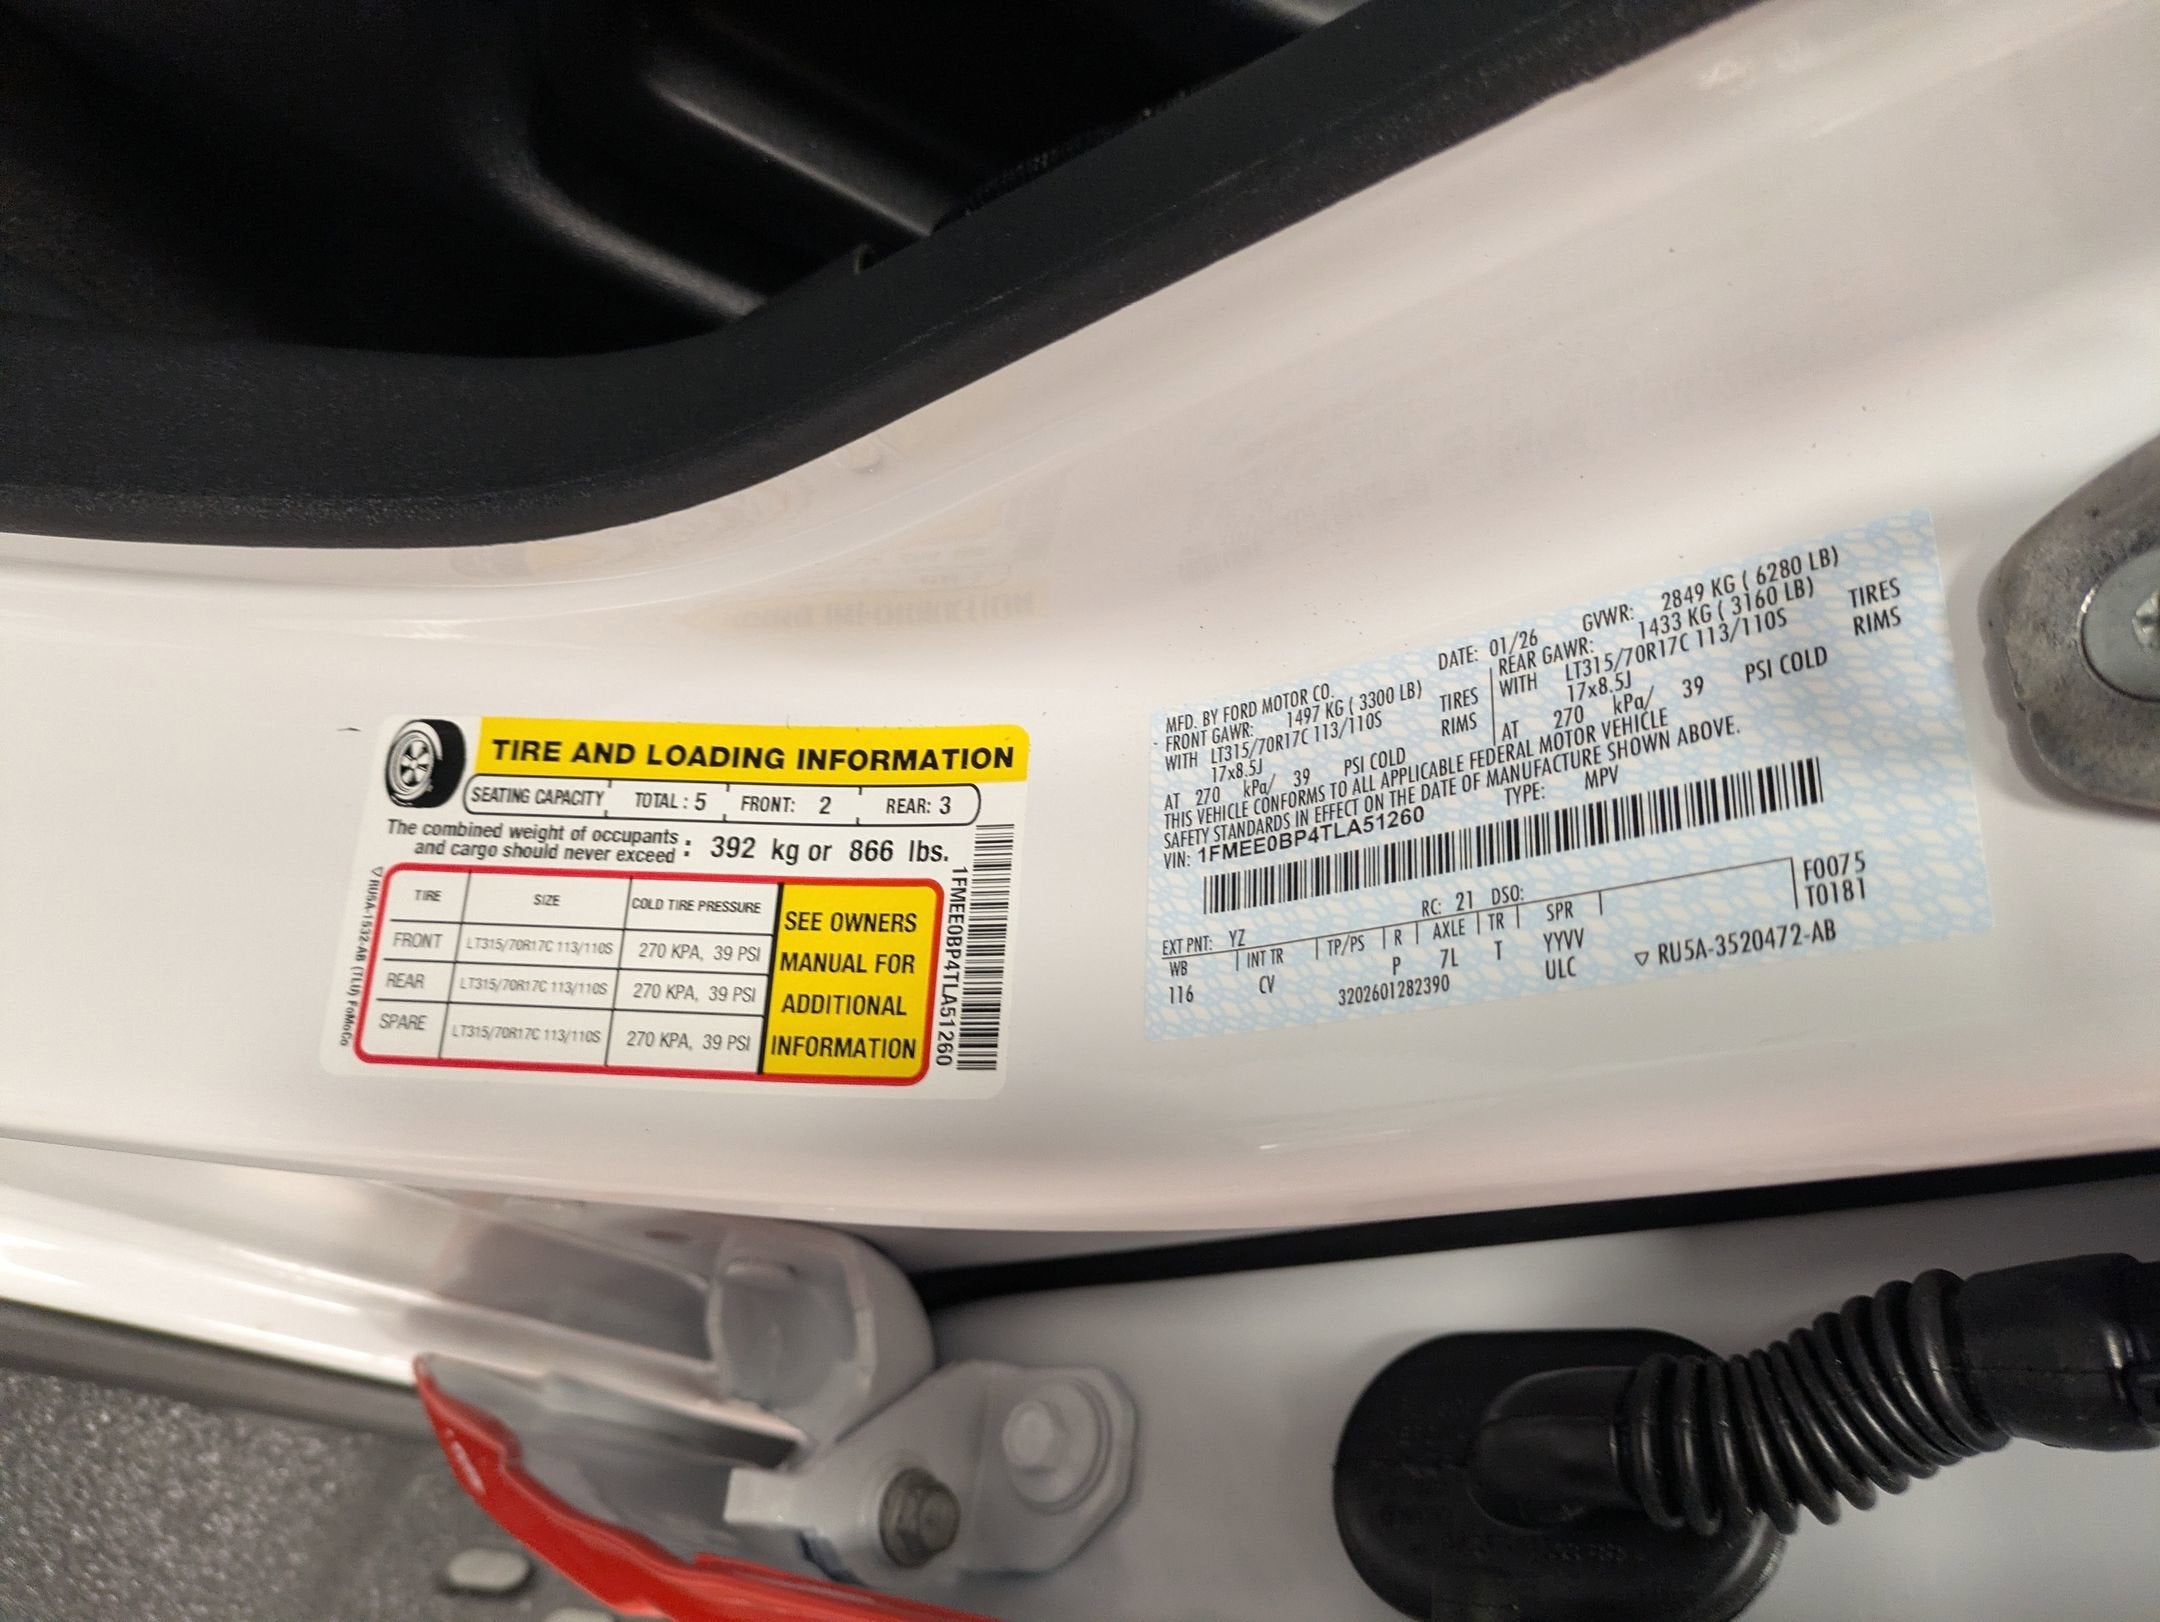 TIRE AND LOADING INFORMATION
SEATING CAPACITY TOTAL: 5 FRONT: 2 REAR: 3
The combined weight of occupants
and cargo should never exceed : 392 kg or 866 lbs.
TIRE SIZE COLD TIRE PRESSURE
FRONT LT315/70R17C 113/110S 270 KPA, 39 PSI
REAR LT315/70R17C 113/110S 270 KPA, 39 PSI
SPARE LT315/70R17C 113/110S 270 KPA, 39 PSI
SEE OWNERS
MANUAL FOR
ADDITIONAL
INFORMATION
1FMEE0BP4TLA51260
MFD. BY FORD MOTOR CO. DATE: 01/26 GVWR: 2849 KG ( 6280 LB)
FRONT GAWR: 1497 KG ( 3300 LB) REAR GAWR: 1433 KG ( 3160 LB)
WITH LT315/70R17C 113/110S TIRES WITH LT315/70R17C 113/110S TIRES
17x8.5J RIMS 17x8.5J RIMS
AT 270 kPa/ 39 PSI COLD AT 270 kPa/ 39 PSI COLD
THIS VEHICLE CONFORMS TO ALL APPLICABLE FEDERAL MOTOR VEHICLE
SAFETY STANDARDS IN EFFECT ON THE DATE OF MANUFACTURE SHOWN ABOVE.
VIN: 1FMEE0BP4TLA51260 TYPE: MPV
F0075
T0181
EXT PNT: YZ RC: 21 DSO:
WB INT TR TP/PS R AXLE TR SPR
116 CV P 7L T YYVV
3202601282390 ULC
▽ RU5A-3520472-AB